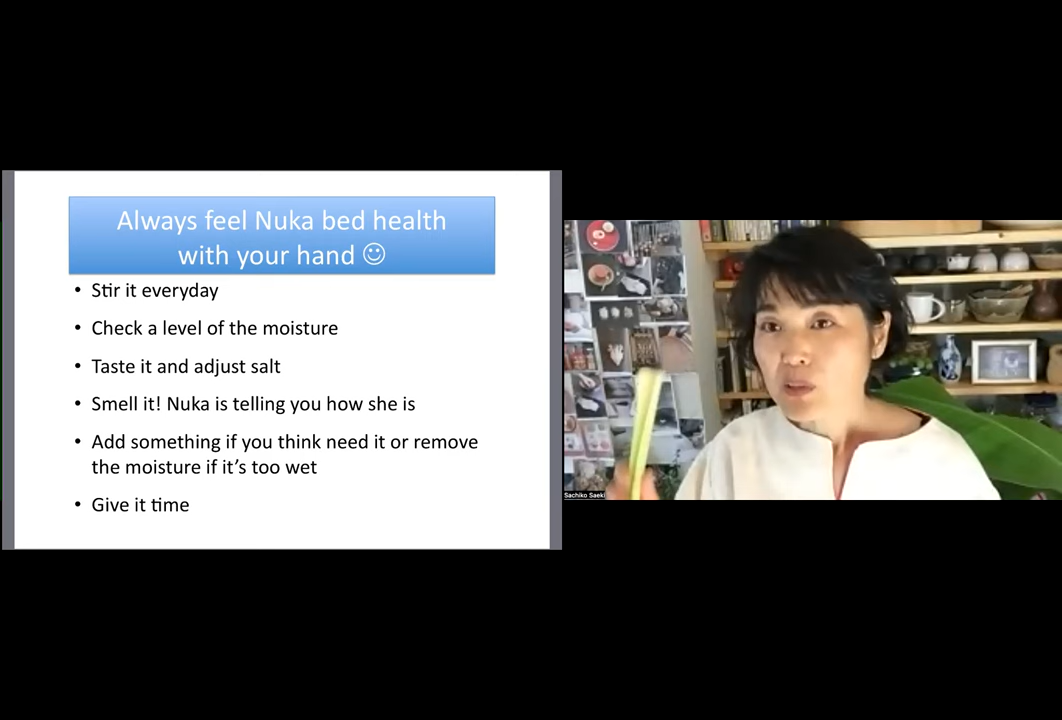 Always feel Nuka bed health
with your hand ☺
• Stir it everyday
• Check a level of the moisture
• Taste it and adjust salt
• Smell it! Nuka is telling you how she is
• Add something if you think need it or remove
the moisture if it’s too wet
• Give it time
Sachiko Saeki